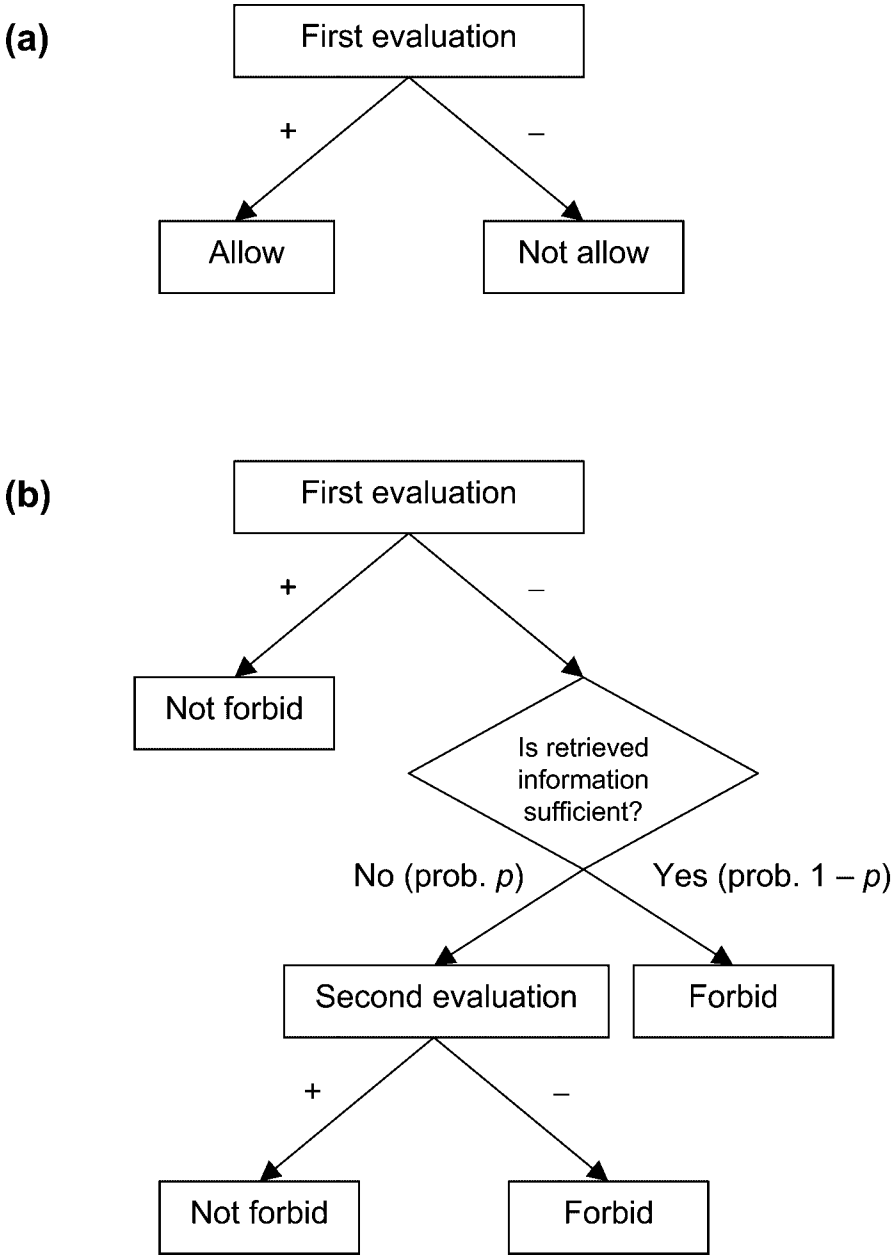 (a)
First evaluation
+
–
Allow
Not allow
(b)
First evaluation
+
–
Not forbid
Is retrieved
information
sufficient?
No (prob. p)
Yes (prob. 1 – p)
Second evaluation
Forbid
+
–
Not forbid
Forbid